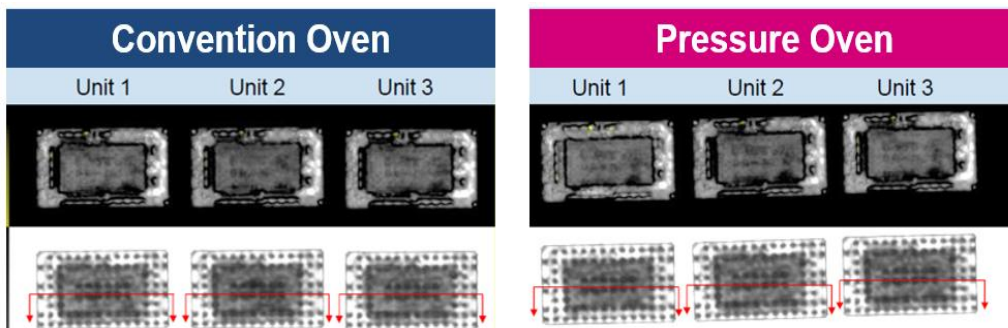 Convention Oven
Unit 1 Unit 2 Unit 3
Pressure Oven
Unit 1 Unit 2 Unit 3